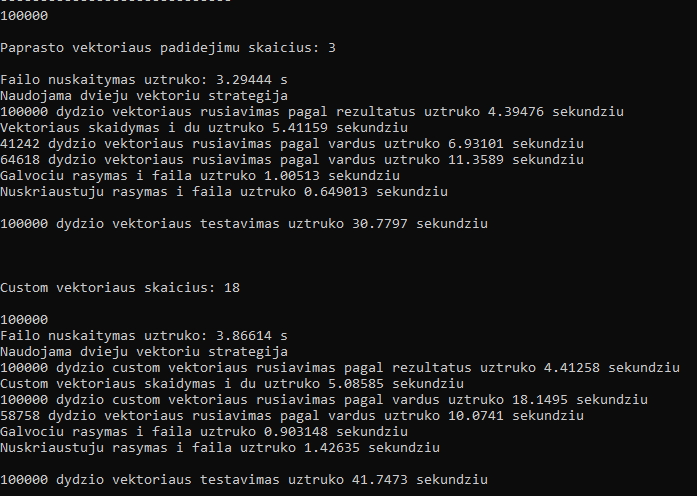 100000
Paprasto vektoriaus padidejimu skaicius: 3
Failo nuskaitymas uztruko: 3.29444 s
Naudojama dvieju vektoriu strategija
100000 dydzio vektoriaus rusiavimas pagal rezultatus uztruko 4.39476 sekundziu
Vektoriaus skaidymas i du uztruko 5.41159 sekundziu
41242 dydzio vektoriaus rusiavimas pagal vardus uztruko 6.93101 sekundziu
64618 dydzio vektoriaus rusiavimas pagal vardus uztruko 11.3589 sekundziu
Galvociu rasymas i faila uztruko 1.00513 sekundziu
Nuskriaustuju rasymas i faila uztruko 0.649013 sekundziu
100000 dydzio vektoriaus testavimas uztruko 30.7797 sekundziu
Custom vektoriaus skaicius: 18
100000
Failo nuskaitymas uztruko: 3.86614 s
Naudojama dvieju vektoriu strategija
100000 dydzio custom vektoriaus rusiavimas pagal rezultatus uztruko 4.41258 sekundziu
Custom vektoriaus skaidymas i du uztruko 5.08585 sekundziu
100000 dydzio custom vektoriaus rusiavimas pagal vardus uztruko 18.1495 sekundziu
58758 dydzio vektoriaus rusiavimas pagal vardus uztruko 10.0741 sekundziu
Galvociu rasymas i faila uztruko 0.903148 sekundziu
Nuskriaustuju rasymas i faila uztruko 1.42635 sekundziu
100000 dydzio vektoriaus testavimas uztruko 41.7473 sekundziu